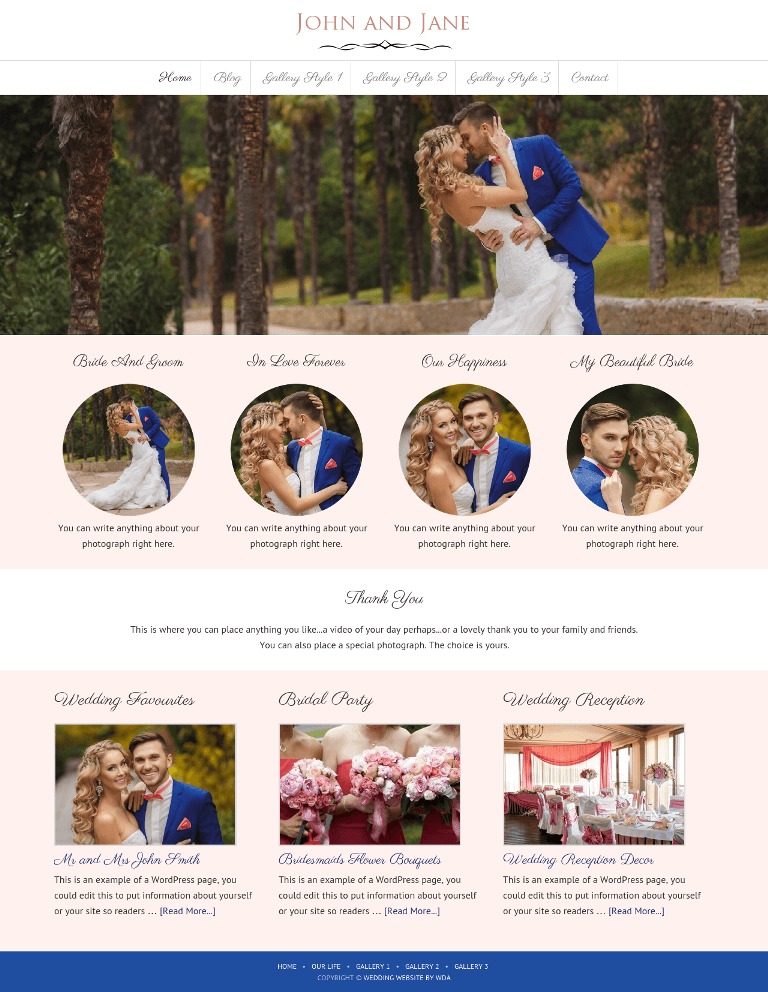 John and Jane
Home Blog Gallery Style 1 Gallery Style 2 Gallery Style 3 Contact
Bride And Groom
In Love Forever
Our Happiness
My Beautiful Bride
You can write anything about your
photograph right here.
You can write anything about your
photograph right here.
You can write anything about your
photograph right here.
You can write anything about your
photograph right here.
Thank You
This is where you can place anything you like...a video of your day perhaps...or a lovely thank you to your family and friends.
You can also place a special photograph. The choice is yours.
Wedding Favourites
Mr and Mrs John Smith
This is an example of a WordPress page, you
could edit this to put information about yourself
or your site so readers … [Read More...]
Bridal Party
Bridesmaids Flower Bouquets
This is an example of a WordPress page, you
could edit this to put information about yourself
or your site so readers … [Read More...]
Wedding Reception
Wedding Reception Decor
This is an example of a WordPress page, you
could edit this to put information about yourself
or your site so readers … [Read More...]
HOME • OUR LIFE • GALLERY 1 • GALLERY 2 • GALLERY 3
COPYRIGHT © WEDDING WEBSITE BY WDA